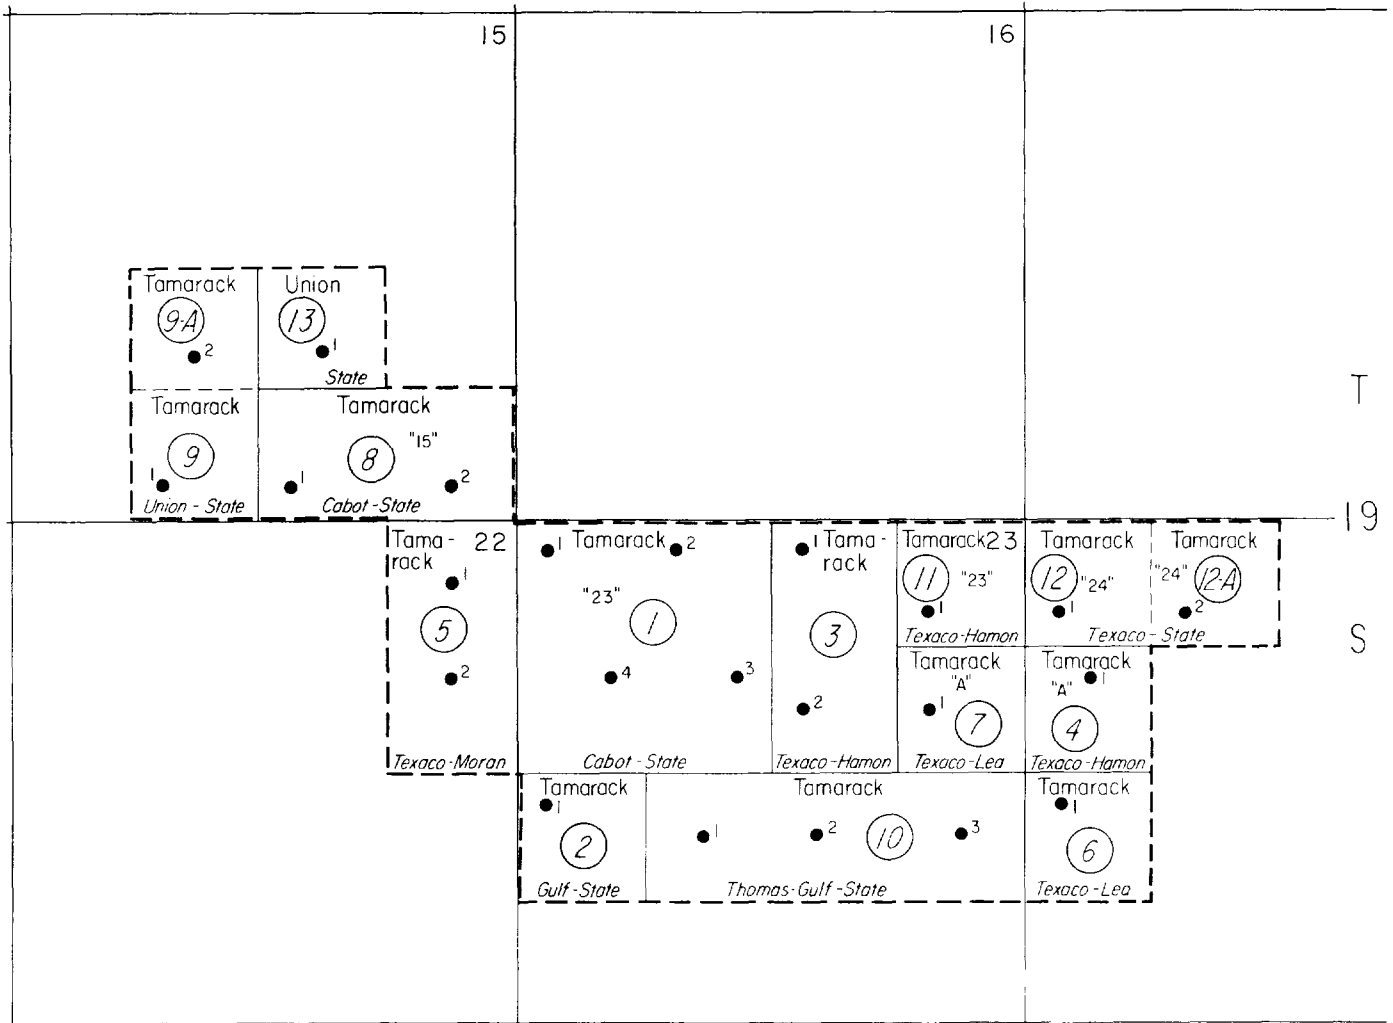 15
16
Tamarack
9-A
2
Union
13
1
State
Tamarack
9
1
Union - State
Tamarack
"15"
8
1
2
Cabot - State
T
19
S
Tama-
rack
22
1
5
2
Texaco - Moran
1 Tamarack 2
"23"
1
4
3
Cabot - State
1 Tama-
rack
3
2
Texaco - Hamon
Tamarack 23
11 "23"
1
Texaco - Hamon
Tamarack
12 "24"
1
Tamarack
"24" 12-A
2
Texaco - State
Tamarack
"A"
1
7
Texaco - Lea
Tamarack
"A" 1
4
Texaco - Hamon
Tamarack
1
2
Gulf - State
Tamarack
1
2
10
3
Thomas - Gulf - State
Tamarack
1
6
Texaco - Lea